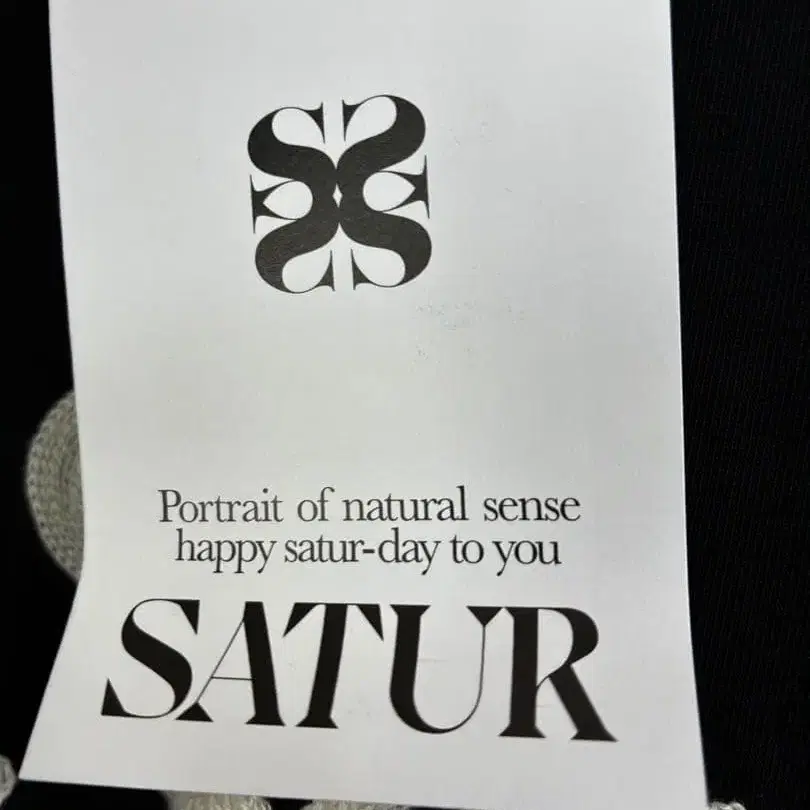 Portrait of natural sense
happy satur-day to you
SATUR